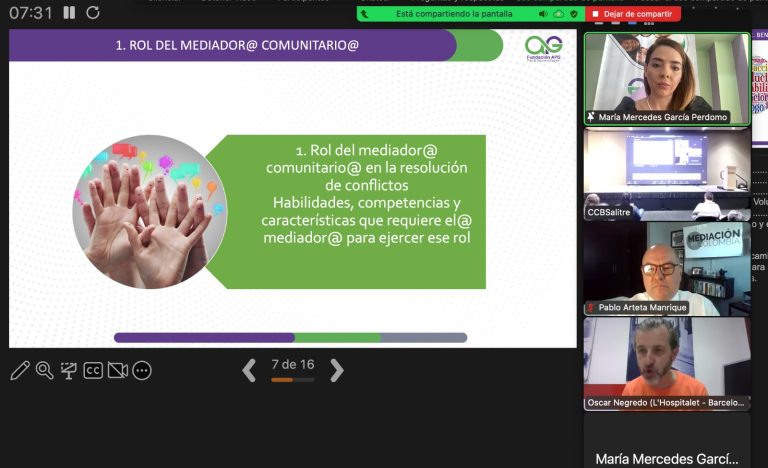 07:31
Está compartiendo la pantalla
Dejar de compartir
1. ROL DEL MEDIADOR@ COMUNITARIO@
Fundación APG
1. Rol del mediador@
comunitario@ en la resolución
de conflictos
Habilidades, competencias y
características que requiere el@
mediador@ para ejercer ese rol
CC
7 de 16
María Mercedes García Perdomo
CCBSalitre
MEDIACIÓN
COLOMBIA
Pablo Arteta Manrique
Oscar Negredo (L'Hospitalet - Barcelo...
María Mercedes Garcí...